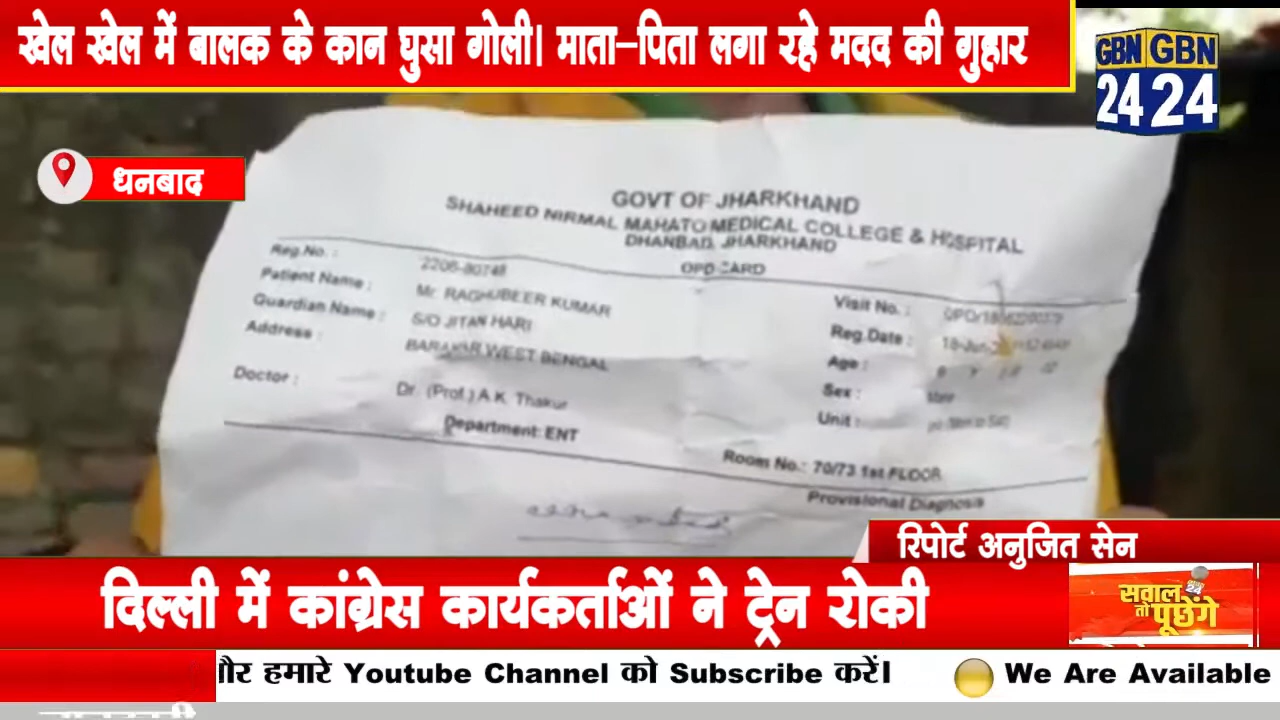 खेल खेल में बालक के कान घुसा गोली| माता-पिता लगा रहे मदद की गुहार
GBN GBN
24 24
धनबाद
GOVT OF JHARKHAND
SHAHEED NIRMAL MAHATO MEDICAL COLLEGE & HOSPITAL
DHANBAD, JHARKHAND
OPD CARD
Reg.No. :
Patient Name : Mr. RAGHUBEER KUMAR
Guardian Name : S/O JITAN HARI
Address : BARAKAR WEST BENGAL
Doctor : Dr. (Prof.) A.K. Thakur
Department: ENT
Visit No. :
Reg.Date :
Age :
Sex : Male
Unit :
Room No.: 70/73 1st FLOOR
Provisional Diagnosis
रिपोर्ट अनुजित सेन
दिल्ली में कांग्रेस कार्यकर्ताओं ने ट्रेन रोकी
सवाल
तो पूछेंगे
और हमारे Youtube Channel को Subscribe करें। We Are Available